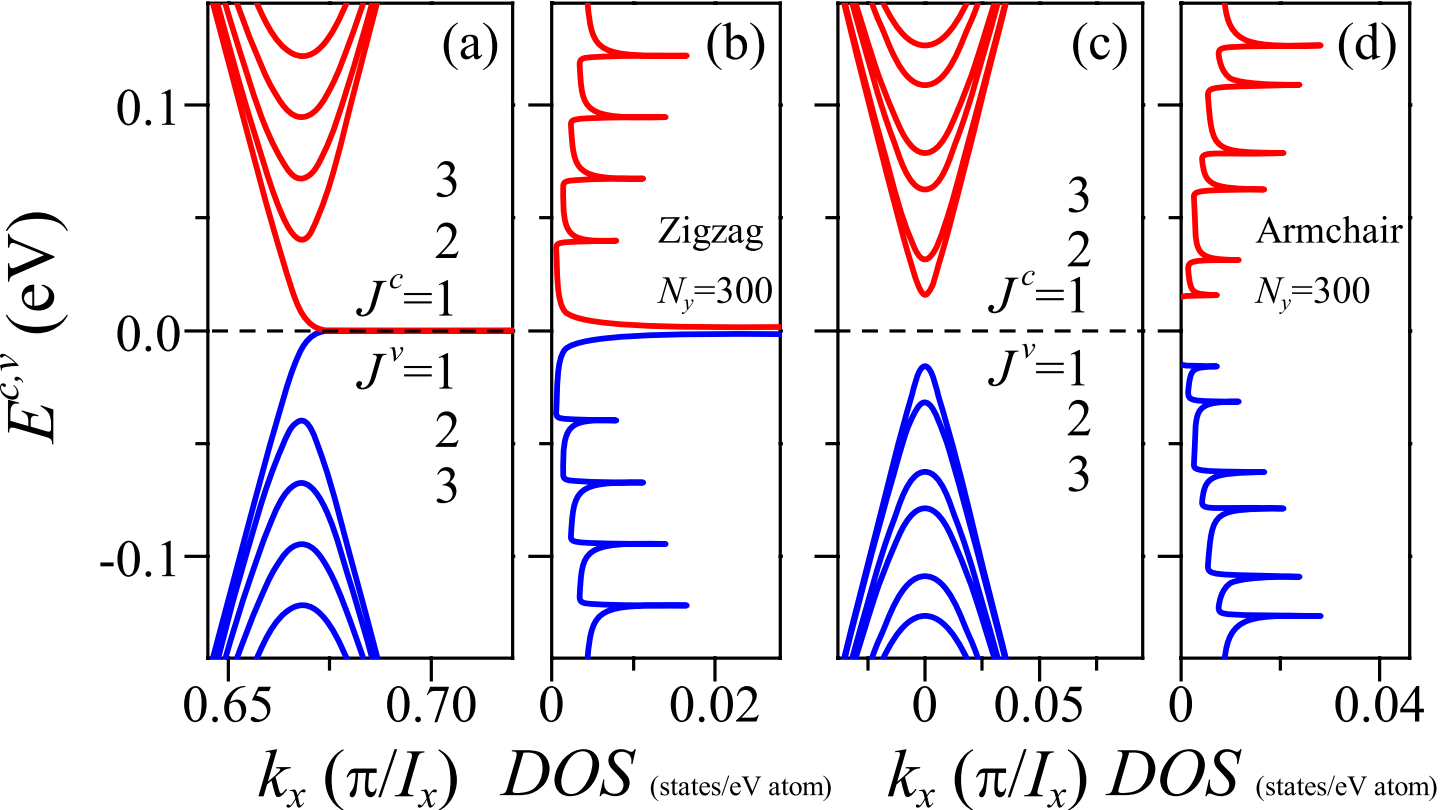 (a)
(b)
(c)
(d)
E^{c,v} (eV)
0.1
0.0
-0.1
3
2
J^c=1
J^v=1
2
3
Zigzag
N_y=300
3
2
J^c=1
J^v=1
2
3
Armchair
N_y=300
0.65 0.70
0 0.02
0 0.05
0 0.04
k_x (π/I_x)
DOS (states/eV atom)
k_x (π/I_x)
DOS (states/eV atom)